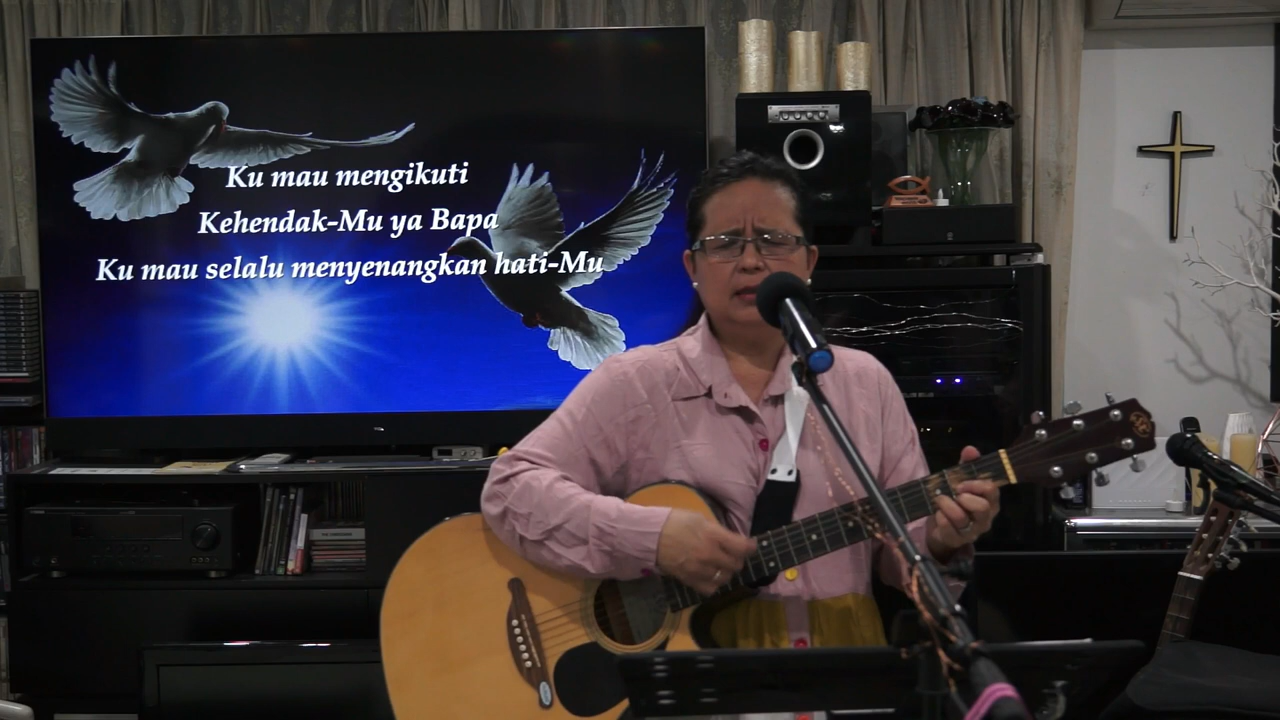 Ku mau mengikuti
Kehendak-Mu ya Bapa
Ku mau selalu menyenangkan hati-Mu